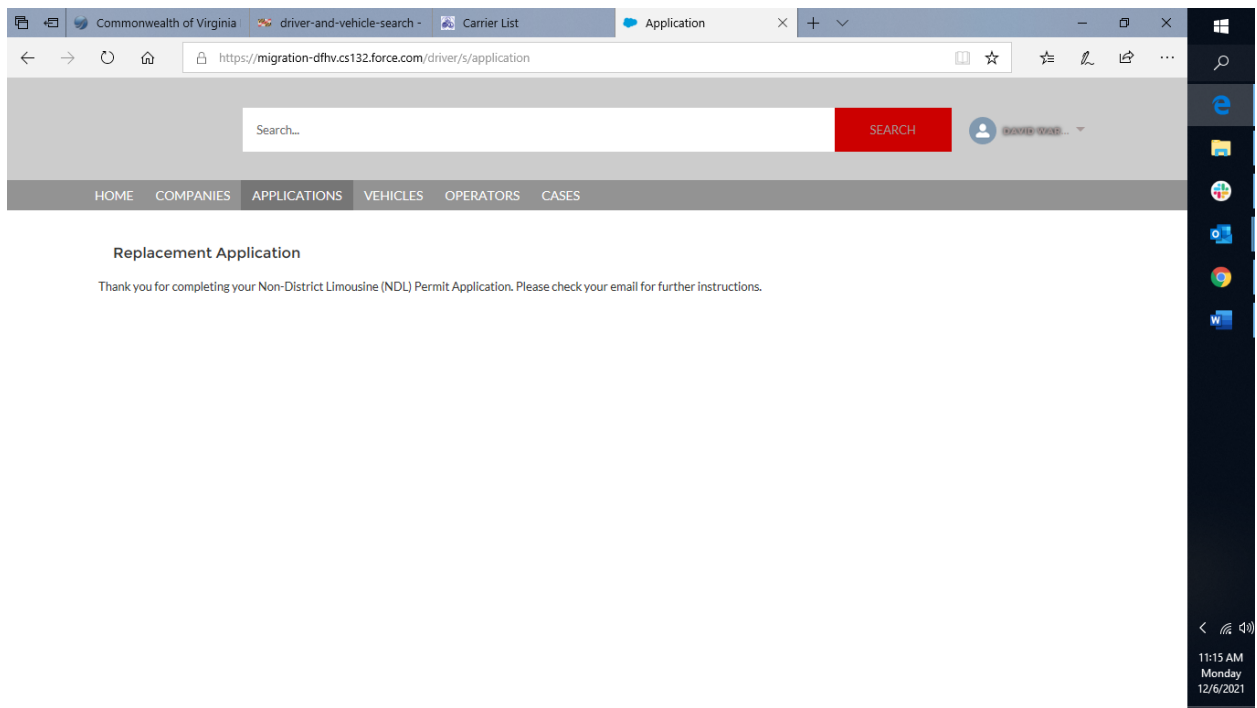 Commonwealth of Virginia
driver-and-vehicle-search -
Carrier List
Application
https://migration-dfhv.cs132.force.com/driver/s/application
Search...
SEARCH
HOME COMPANIES APPLICATIONS VEHICLES OPERATORS CASES
Replacement Application
Thank you for completing your Non-District Limousine (NDL) Permit Application. Please check your email for further instructions.
11:15 AM
Monday
12/6/2021